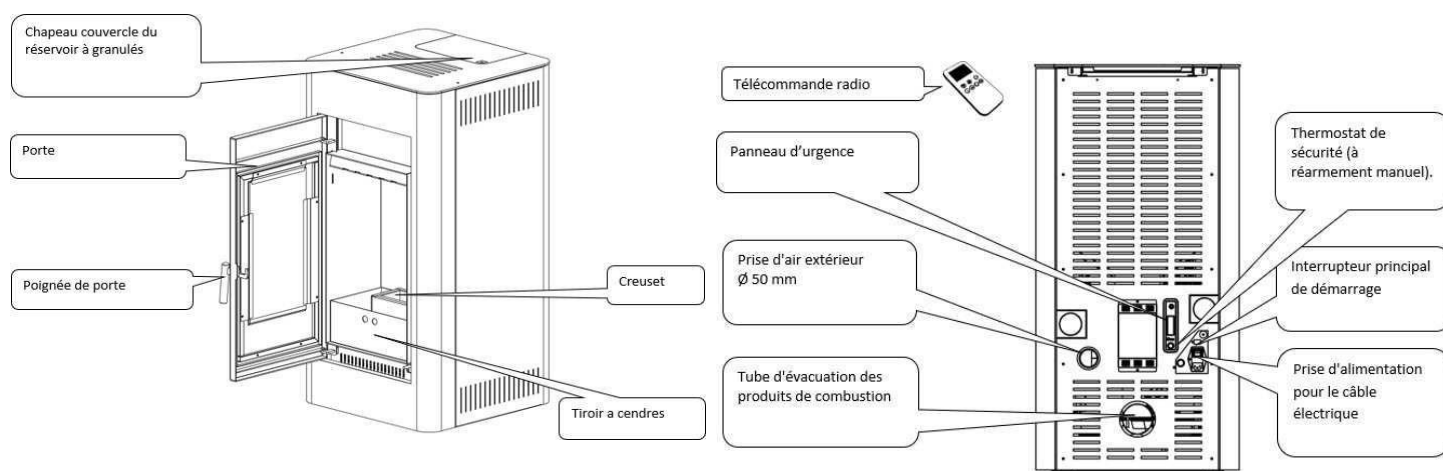 Chapeau couvercle du
réservoir à granulés
Porte
Poignée de porte
Creuset
Tiroir a cendres
Télécommande radio
Panneau d’urgence
Prise d'air extérieur
Ø 50 mm
Tube d'évacuation des
produits de combustion
Thermostat de
sécurité (à
réarmement manuel).
Interrupteur principal
de démarrage
Prise d'alimentation
pour le câble
électrique